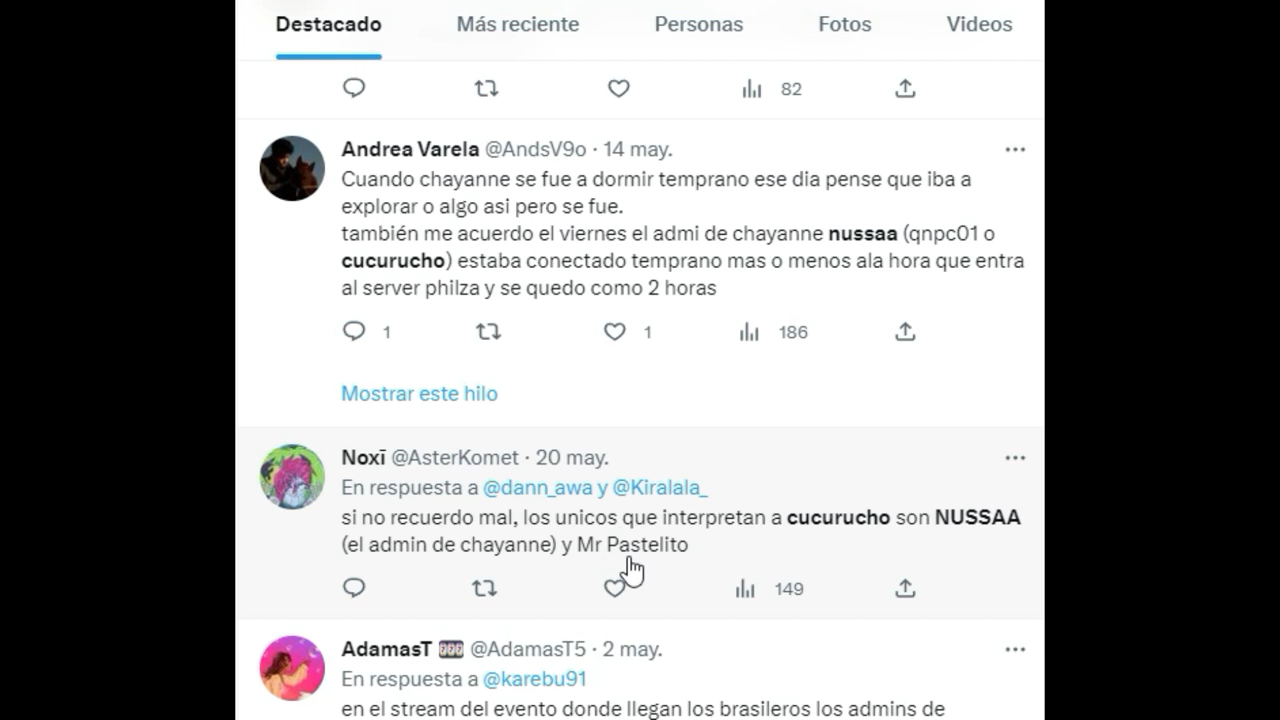 Destacado Más reciente Personas Fotos Videos
82
Andrea Varela @AndsV9o · 14 may.
Cuando chayanne se fue a dormir temprano ese dia pense que iba a
explorar o algo asi pero se fue.
también me acuerdo el viernes el admi de chayanne nussaa (qnpc01 o
cucurucho) estaba conectado temprano mas o menos ala hora que entra
al server philza y se quedo como 2 horas
1 1 186
Mostrar este hilo
Noxī @AsterKomet · 20 may.
En respuesta a @dann_awa y @Kiralala_
si no recuerdo mal, los unicos que interpretan a cucurucho son NUSSAA
(el admin de chayanne) y Mr Pastelito
149
AdamasT @AdamasT5 · 2 may.
En respuesta a @karebu91
en el stream del evento donde llegan los brasileros los admins de